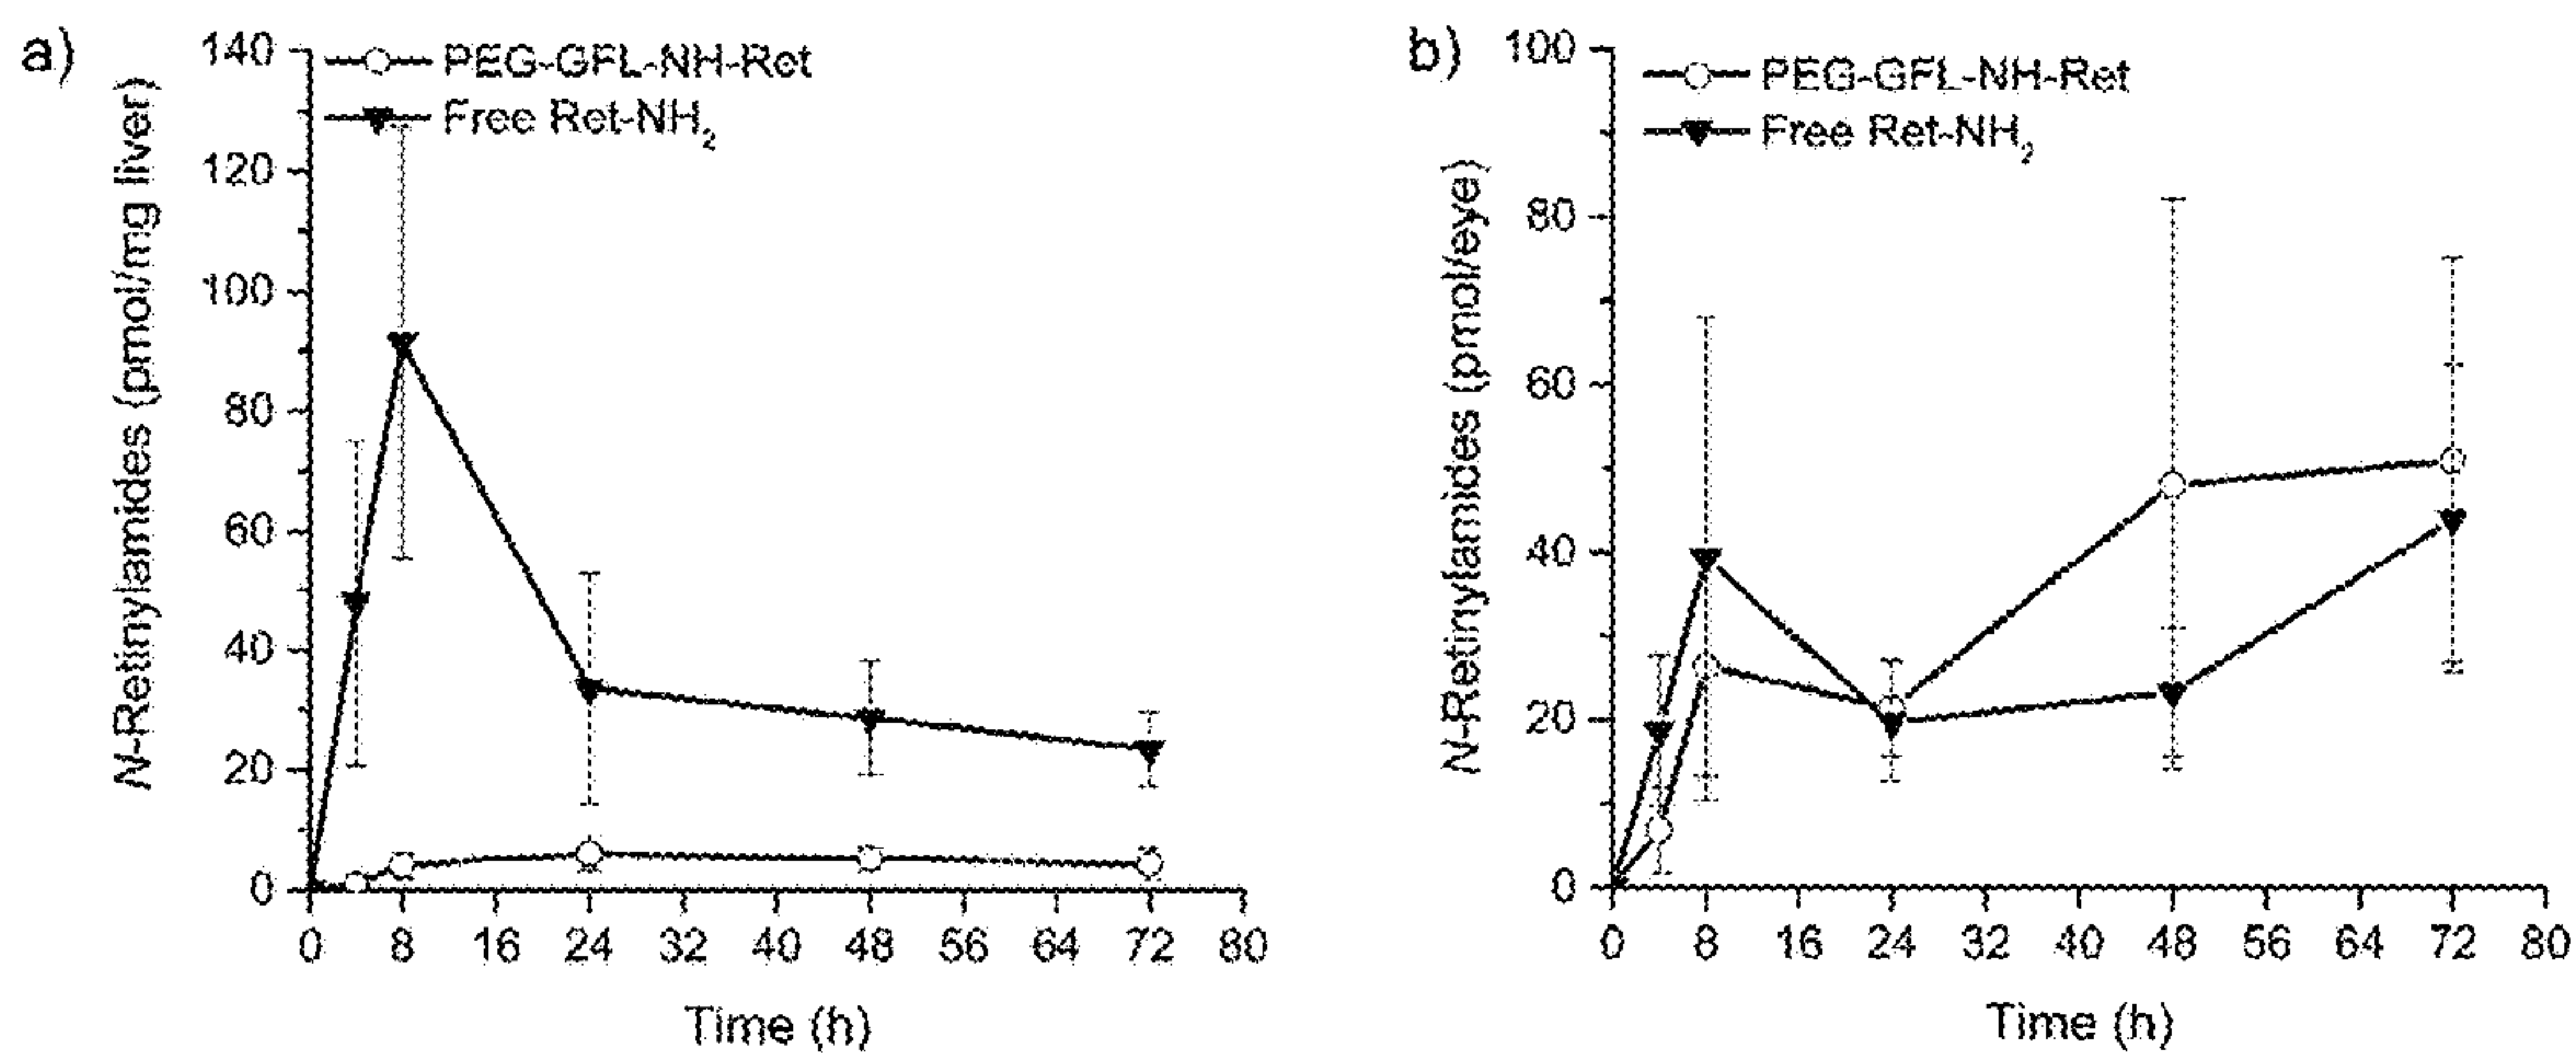 a)
N-Retinylamides (pmol/mg liver)
140
120
100
80
60
40
20
0
PEG-GFL-NH-Ret
Free Ret-NH₂
0 8 16 24 32 40 48 56 64 72 80
Time (h)
b)
N-Retinylamides (pmol/eye)
100
80
60
40
20
0
PEG-GFL-NH-Ret
Free Ret-NH₂
0 8 16 24 32 40 48 56 64 72 80
Time (h)